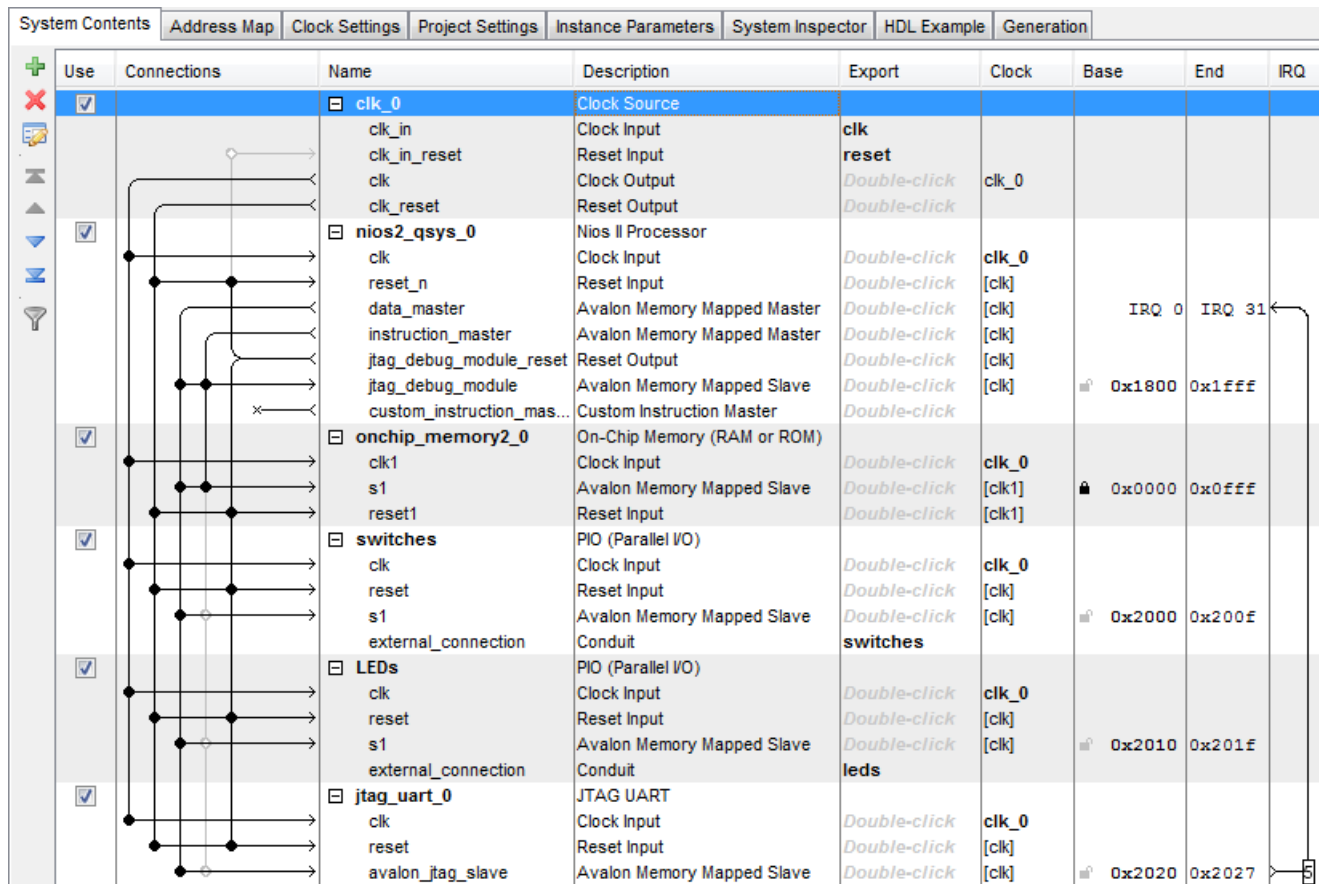 System Contents Address Map Clock Settings Project Settings Instance Parameters System Inspector HDL Example Generation
Use Connections Name Description Export Clock Base End IRQ
clk_0 Clock Source
clk_in Clock Input clk
clk_in_reset Reset Input reset
clk Clock Output Double-click clk_0
clk_reset Reset Output Double-click
nios2_qsys_0 Nios II Processor
clk Clock Input Double-click clk_0
reset_n Reset Input Double-click [clk]
data_master Avalon Memory Mapped Master Double-click [clk] IRQ 0 IRQ 31
instruction_master Avalon Memory Mapped Master Double-click [clk]
jtag_debug_module_reset Reset Output Double-click [clk]
jtag_debug_module Avalon Memory Mapped Slave Double-click [clk] 0x1800 0x1fff
custom_instruction_mas... Custom Instruction Master Double-click
onchip_memory2_0 On-Chip Memory (RAM or ROM)
clk1 Clock Input Double-click clk_0
s1 Avalon Memory Mapped Slave Double-click [clk1] 0x0000 0x0fff
reset1 Reset Input Double-click [clk1]
switches PIO (Parallel I/O)
clk Clock Input Double-click clk_0
reset Reset Input Double-click [clk]
s1 Avalon Memory Mapped Slave Double-click [clk] 0x2000 0x200f
external_connection Conduit switches
LEDs PIO (Parallel I/O)
clk Clock Input Double-click clk_0
reset Reset Input Double-click [clk]
s1 Avalon Memory Mapped Slave Double-click [clk] 0x2010 0x201f
external_connection Conduit leds
jtag_uart_0 JTAG UART
clk Clock Input Double-click clk_0
reset Reset Input Double-click [clk]
avalon_jtag_slave Avalon Memory Mapped Slave Double-click [clk] 0x2020 0x2027 5